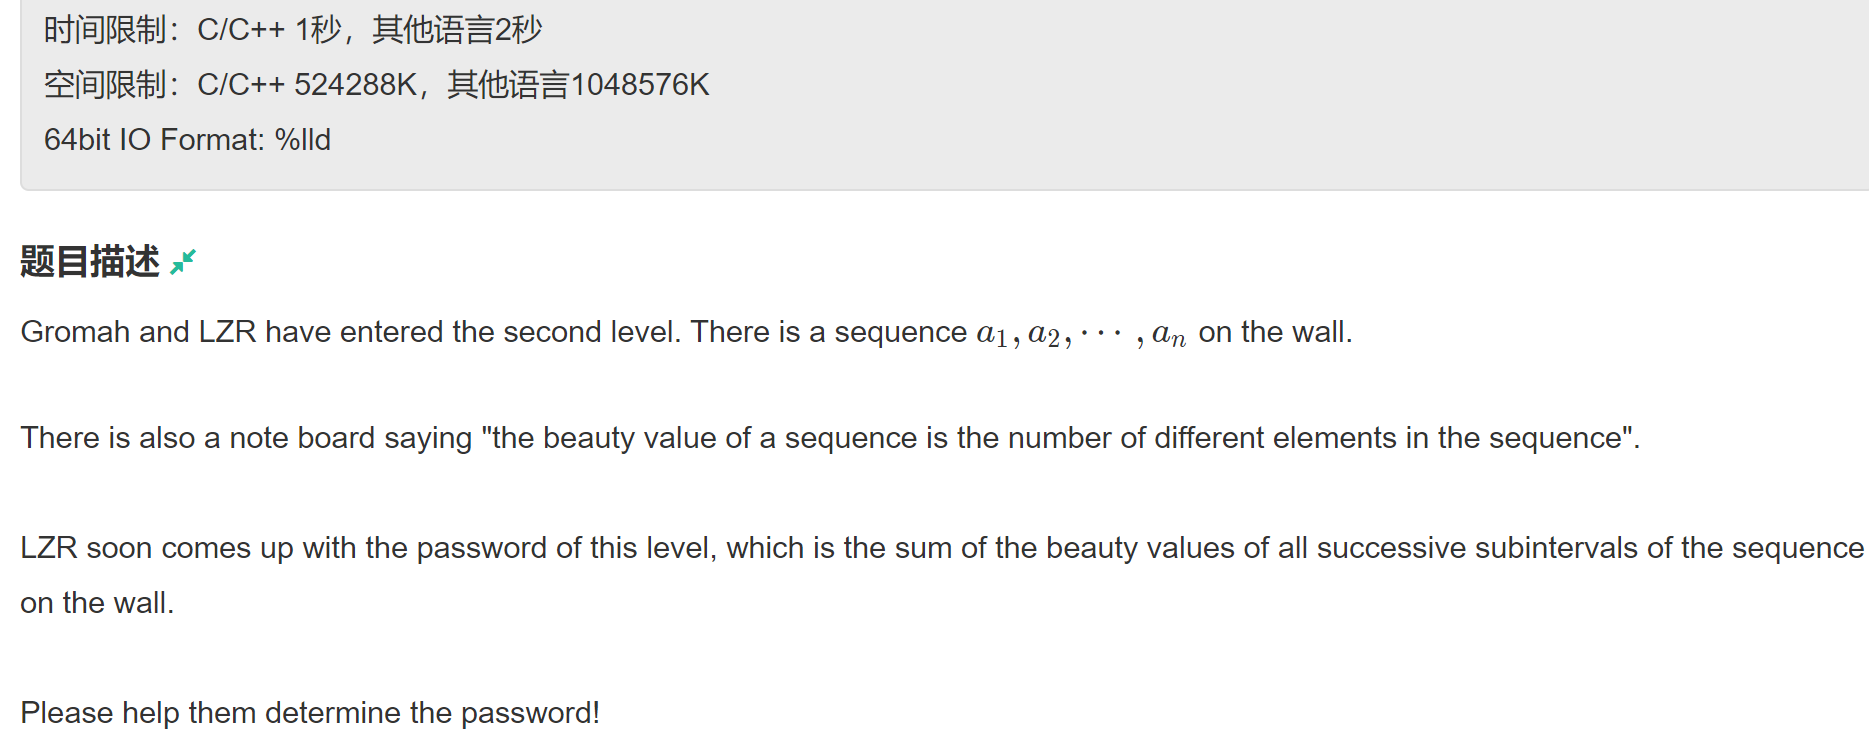 时间限制：C/C++ 1秒，其他语言2秒
空间限制：C/C++ 524288K，其他语言1048576K
64bit IO Format: %lld
题目描述
Gromah and LZR have entered the second level. There is a sequence a₁, a₂, ⋯ , aₙ on the wall.
There is also a note board saying "the beauty value of a sequence is the number of different elements in the sequence".
LZR soon comes up with the password of this level, which is the sum of the beauty values of all successive subintervals of the sequence
on the wall.
Please help them determine the password!